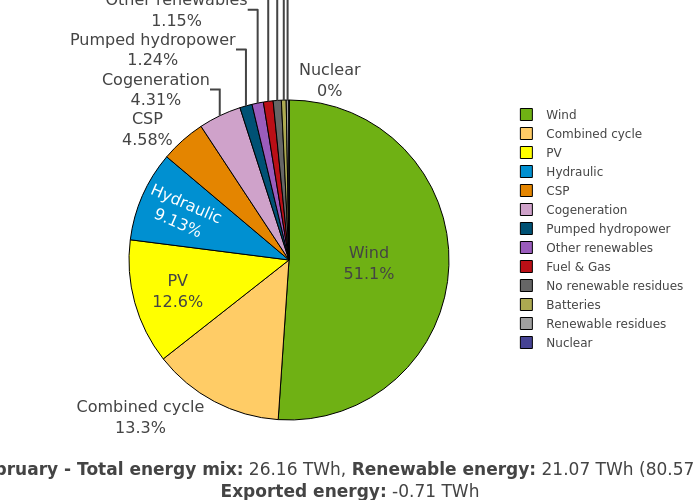 Other renewables
1.15%
Pumped hydropower
1.24%
Cogeneration
4.31%
CSP
4.58%
Nuclear
0%
Hydraulic
9.13%
Wind
51.1%
PV
12.6%
Combined cycle
13.3%
Wind
Combined cycle
PV
Hydraulic
CSP
Cogeneration
Pumped hydropower
Other renewables
Fuel & Gas
No renewable residues
Batteries
Renewable residues
Nuclear
bruary - Total energy mix: 26.16 TWh, Renewable energy: 21.07 TWh (80.57
Exported energy: -0.71 TWh